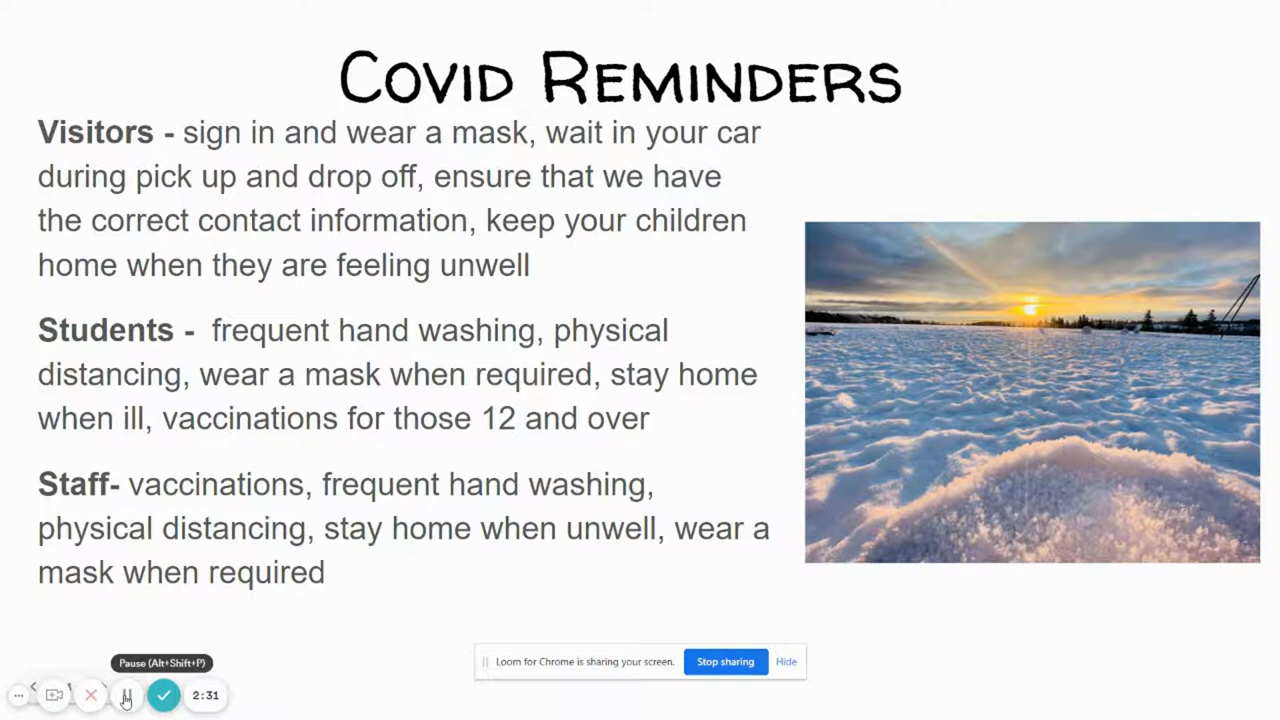 Covid Reminders
Visitors - sign in and wear a mask, wait in your car
during pick up and drop off, ensure that we have
the correct contact information, keep your children
home when they are feeling unwell
Students -  frequent hand washing, physical
distancing, wear a mask when required, stay home
when ill, vaccinations for those 12 and over
Staff- vaccinations, frequent hand washing,
physical distancing, stay home when unwell, wear a
mask when required
Pause (Alt+Shift+P)
Loom for Chrome is sharing your screen. Stop sharing Hide
2:31